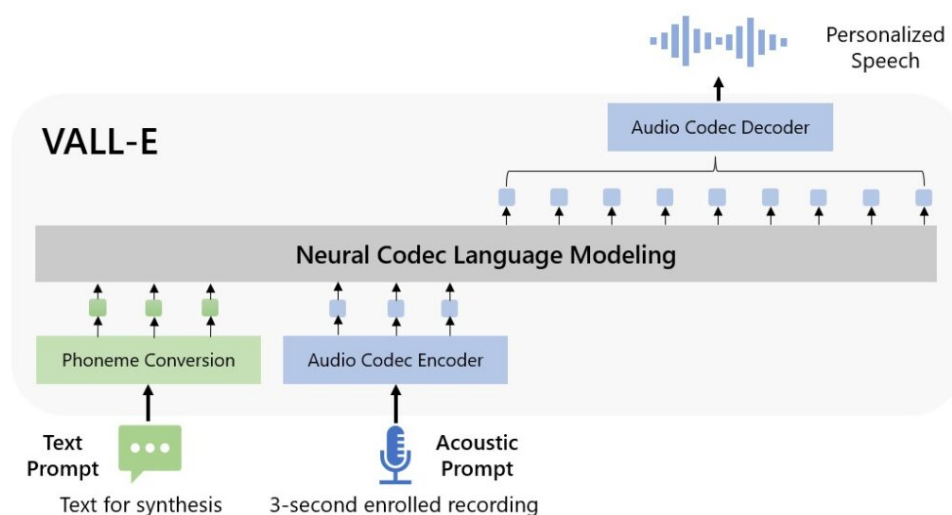 Personalized
Speech
Audio Codec Decoder
VALL-E
Neural Codec Language Modeling
Phoneme Conversion
Audio Codec Encoder
Text
Prompt
Acoustic
Prompt
Text for synthesis
3-second enrolled recording